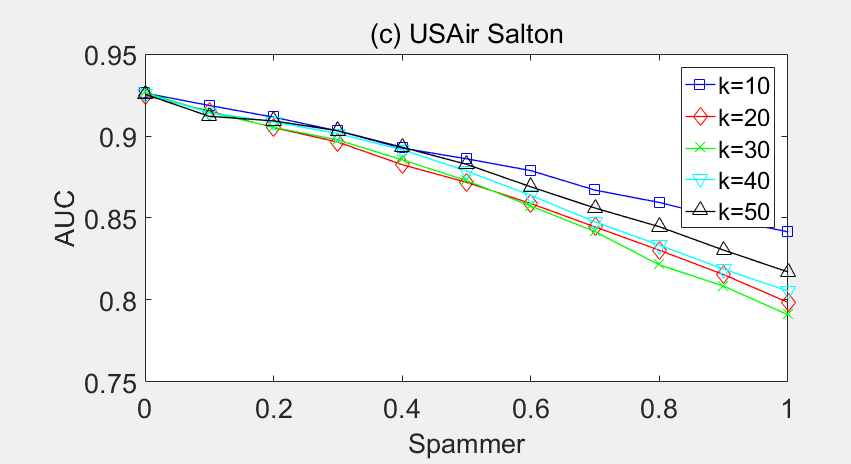 (c) USAir Salton
0.95
0.9
0.85
0.8
0.75
AUC
k=10
k=20
k=30
k=40
k=50
0 0.2 0.4 0.6 0.8 1
Spammer